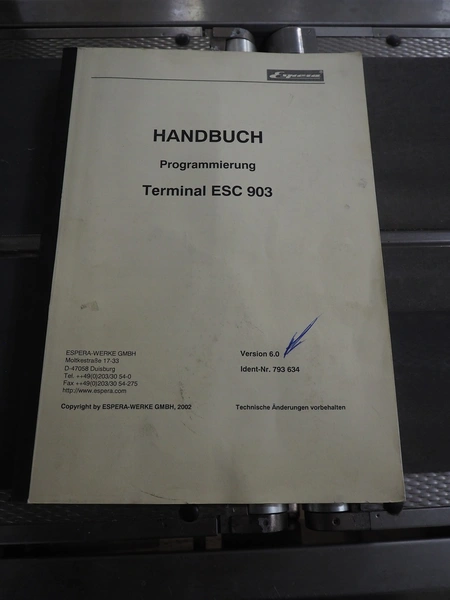 Espera
HANDBUCH
Programmierung
Terminal ESC 903
ESPERA-WERKE GMBH
Moltkestraße 17-33
D-47058 Duisburg
Tel. ++49(0)203/30 54-0
Fax ++49(0)203/30 54-275
http://www.espera.com
Version 6.0
Ident-Nr. 793 634
Copyright by ESPERA-WERKE GMBH, 2002
Technische Änderungen vorbehalten